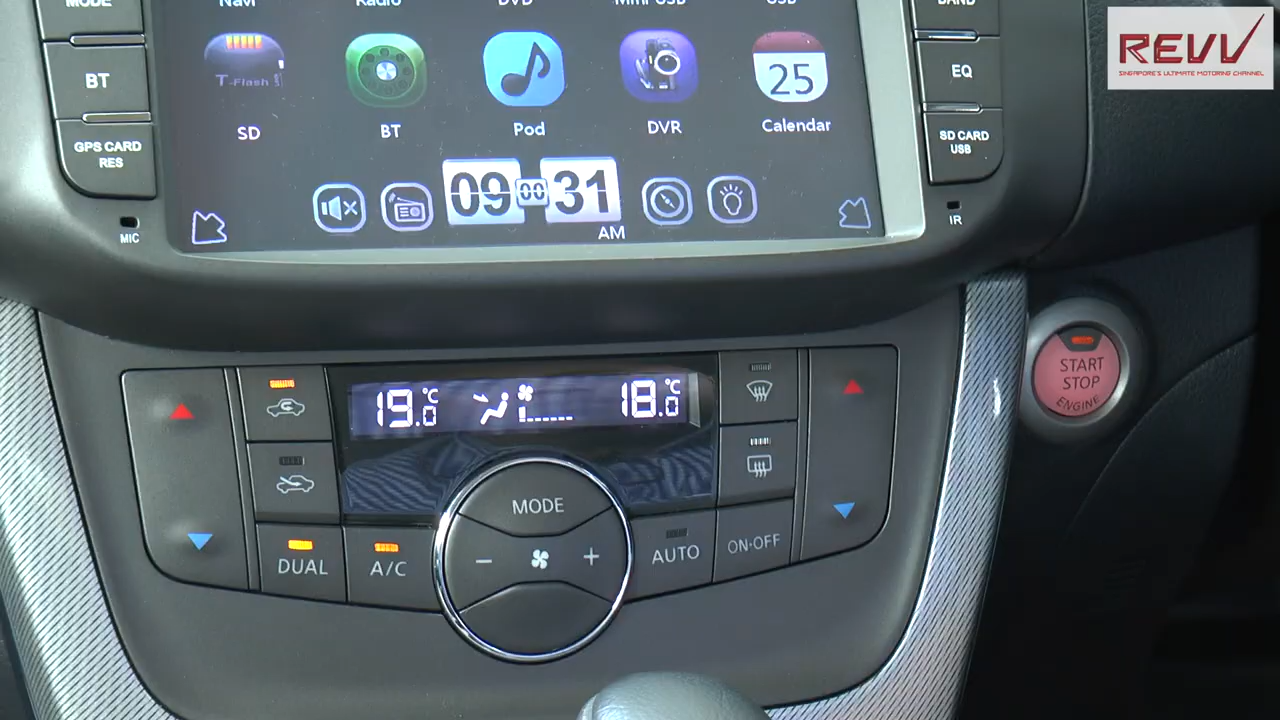 MODE
Navi
Radio
DVD
Mini USB
USB
BAND
REVV
SINGAPORE'S ULTIMATE MOTORING CHANNEL
BT
T-Flash
25
EQ
GPS CARD
RES
SD
BT
Pod
DVR
Calendar
SD CARD
USB
09 00 31
AM
MIC
IR
19.0 °C
18.0 °C
START
STOP
ENGINE
MODE
DUAL
A/C
AUTO
ON·OFF